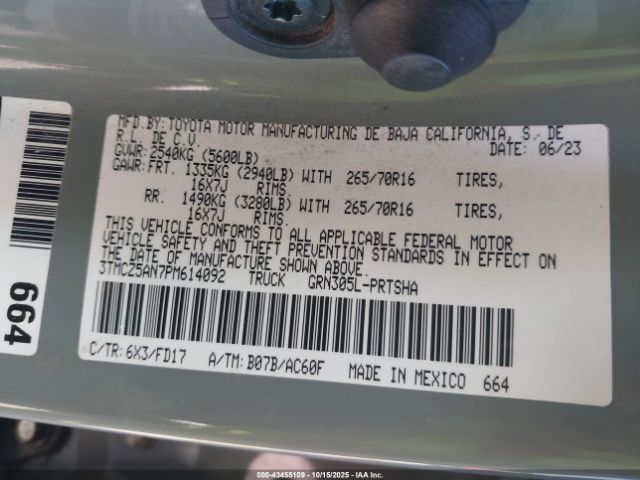 MFD.BY:TOYOTA MOTOR MANUFACTURING DE BAJA CALIFORNIA, S. DE
R.L. DE C.V.
DATE: 06/23
GVWR:2540KG (5600LB)
GAWR:FRT. 1335KG (2940LB) WITH 265/70R16 TIRES,
16X7J RIMS.
RR. 1490KG (3280LB) WITH 265/70R16 TIRES,
16X7J RIMS.
THIS VEHICLE CONFORMS TO ALL APPLICABLE FEDERAL MOTOR
VEHICLE SAFETY AND THEFT PREVENTION STANDARDS IN EFFECT ON
THE DATE OF MANUFACTURE SHOWN ABOVE.
3TMCZ5AN7PM614092 TRUCK GRN305L-PRTSHA
C/TR:6X3/FD17 A/TM:B07B/AC60F MADE IN MEXICO 664
664
000-43455109 - 10/15/2025 - IAAI, Inc.